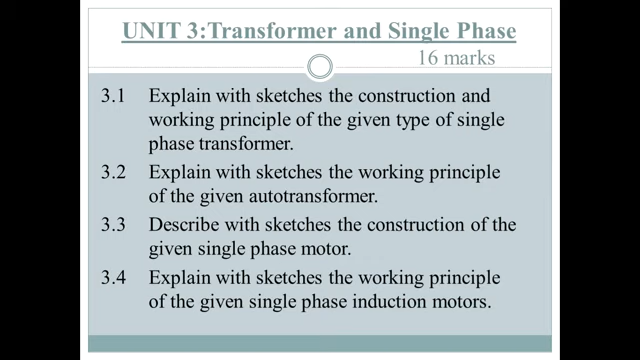 UNIT 3:Transformer and Single Phase
16 marks
3.1 Explain with sketches the construction and
working principle of the given type of single
phase transformer.
3.2 Explain with sketches the working principle
of the given autotransformer.
3.3 Describe with sketches the construction of the
given single phase motor.
3.4 Explain with sketches the working principle
of the given single phase induction motors.